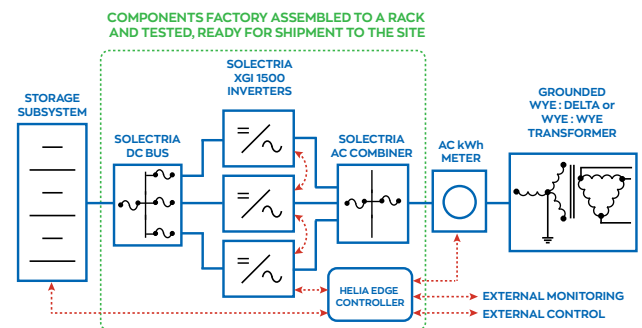 COMPONENTS FACTORY ASSEMBLED TO A RACK
AND TESTED, READY FOR SHIPMENT TO THE SITE
STORAGE
SUBSYSTEM
SOLECTRIA
DC BUS
SOLECTRIA
XGI 1500
INVERTERS
SOLECTRIA
AC COMBINER
AC kWh
METER
GROUNDED
WYE : DELTA or
WYE : WYE
TRANSFORMER
HELIA EDGE
CONTROLLER
EXTERNAL MONITORING
EXTERNAL CONTROL